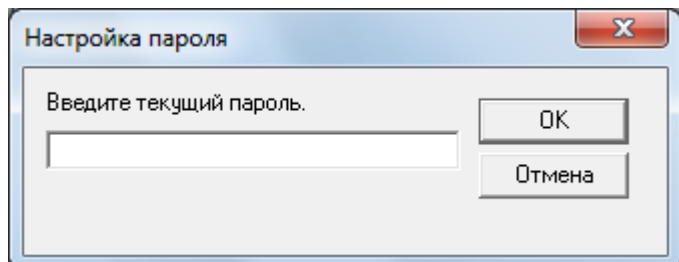 Настройка пароля
Введите текущий пароль.
OK
Отмена